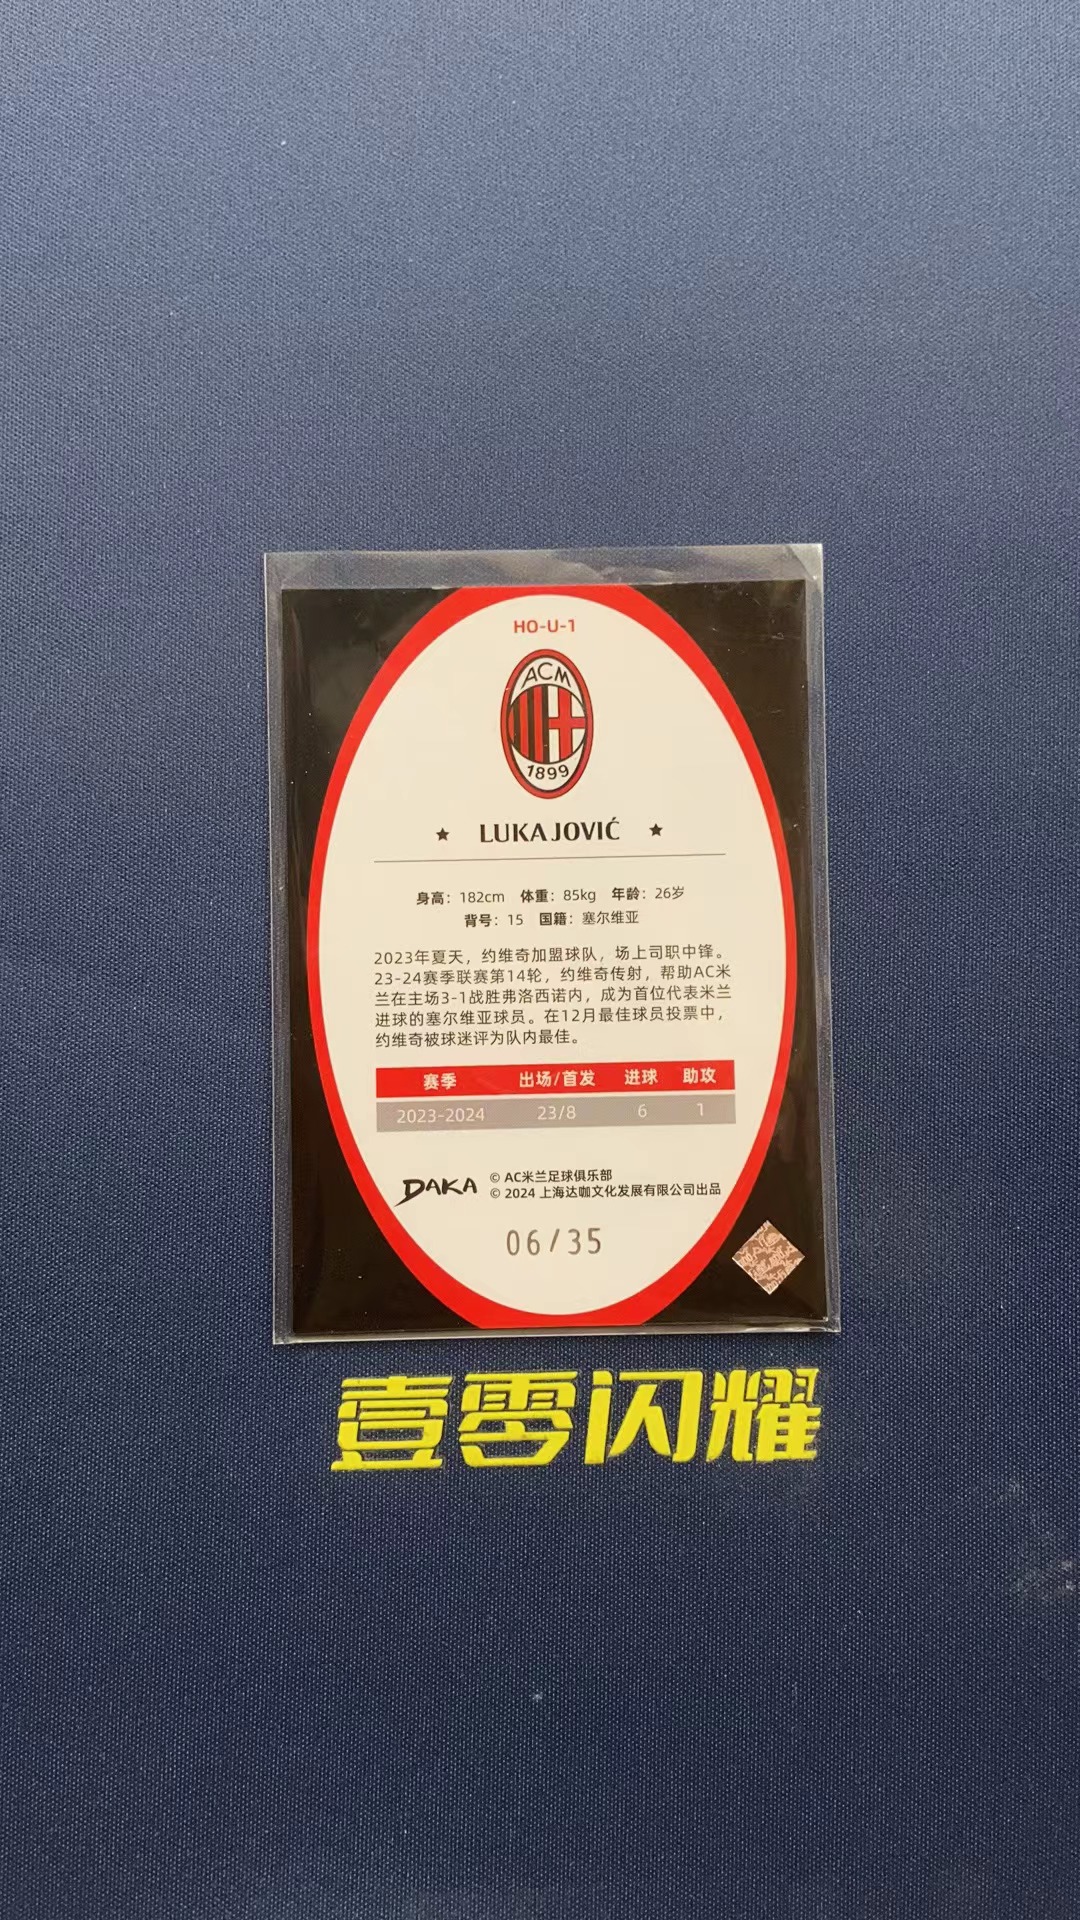 HO-U-1
ACM
1899
★ LUKA JOVIĆ ★
身高：182cm 体重：85kg 年龄：26岁
背号：15 国籍：塞尔维亚
2023年夏天，约维奇加盟球队，场上司职中锋。
23-24赛季联赛第14轮，约维奇传射，帮助AC米
兰在主场3-1战胜弗洛西诺内，成为首位代表米兰
进球的塞尔维亚球员。在12月最佳球员投票中，
约维奇被球迷评为队内最佳。
赛季 出场/首发 进球 助攻
2023-2024 23/8 6 1
DAKA © AC米兰足球俱乐部
© 2024 上海达咖文化发展有限公司出品
06/35
壹零闪耀